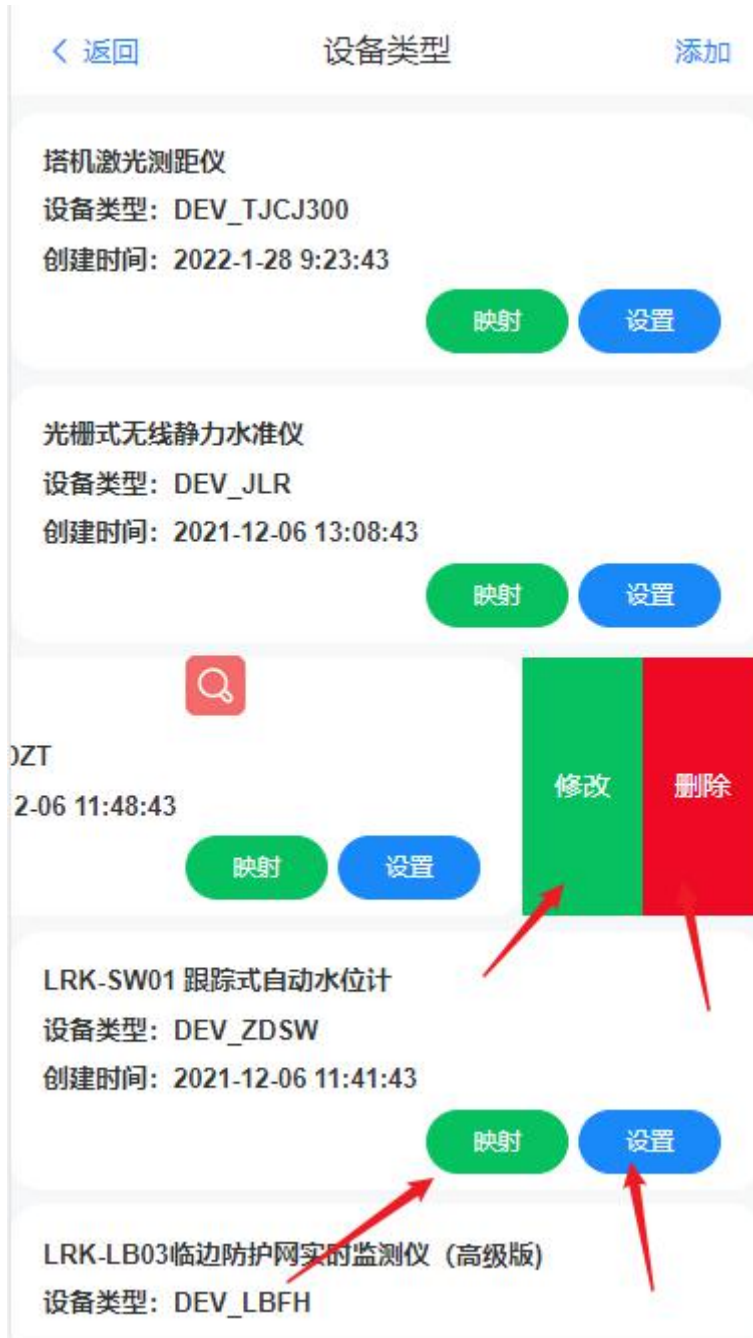 返回 设备类型 添加
塔机激光测距仪
设备类型：DEV_TJCJ300
创建时间：2022-1-28 9:23:43
映射 设置
光栅式无线静力水准仪
设备类型：DEV_JLR
创建时间：2021-12-06 13:08:43
映射 设置
ZT
2-06 11:48:43
修改 删除
映射 设置
LRK-SW01 跟踪式自动水位计
设备类型：DEV_ZDSW
创建时间：2021-12-06 11:41:43
映射 设置
LRK-LB03临边防护网实时监测仪（高级版)
设备类型：DEV_LBFH